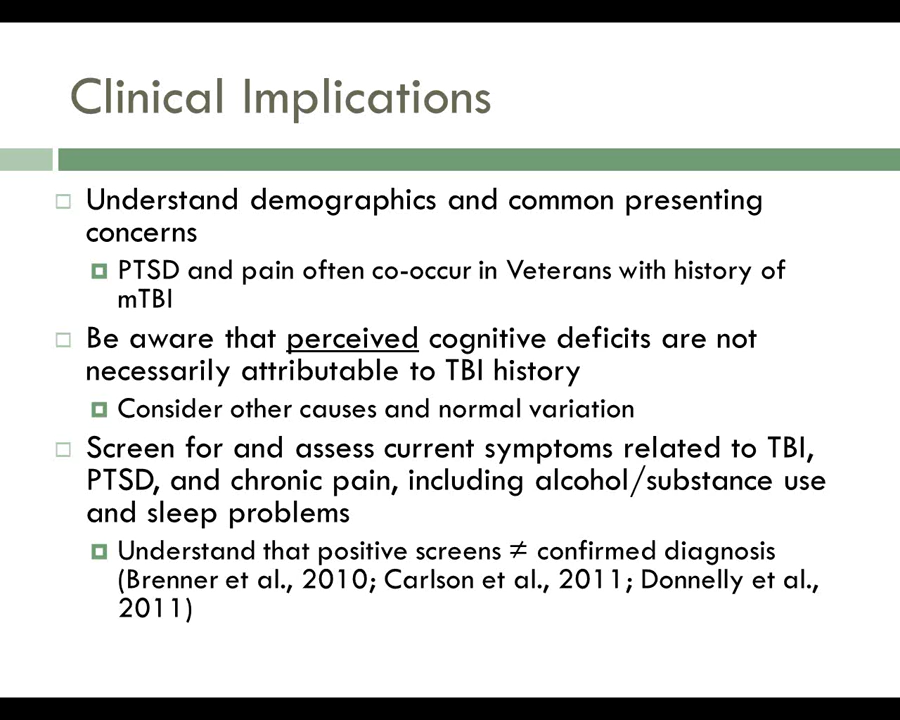 Clinical Implications
Understand demographics and common presenting
concerns
PTSD and pain often co-occur in Veterans with history of
mTBI
Be aware that perceived cognitive deficits are not
necessarily attributable to TBI history
Consider other causes and normal variation
Screen for and assess current symptoms related to TBI,
PTSD, and chronic pain, including alcohol/substance use
and sleep problems
Understand that positive screens ≠ confirmed diagnosis
(Brenner et al., 2010; Carlson et al., 2011; Donnelly et al.,
2011)